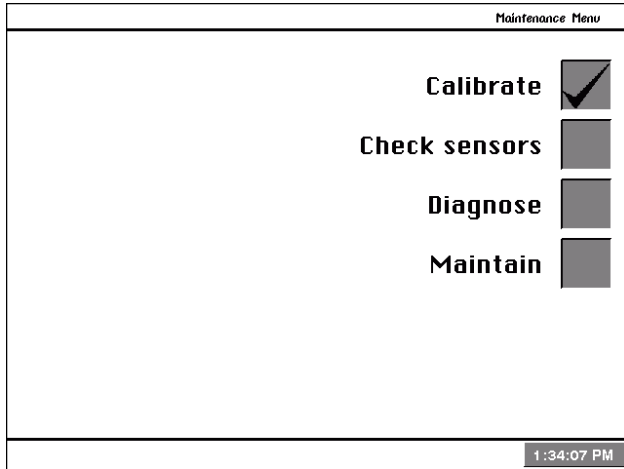 Maintenance Menu
Calibrate
Check sensors
Diagnose
Maintain
1:34:07 PM